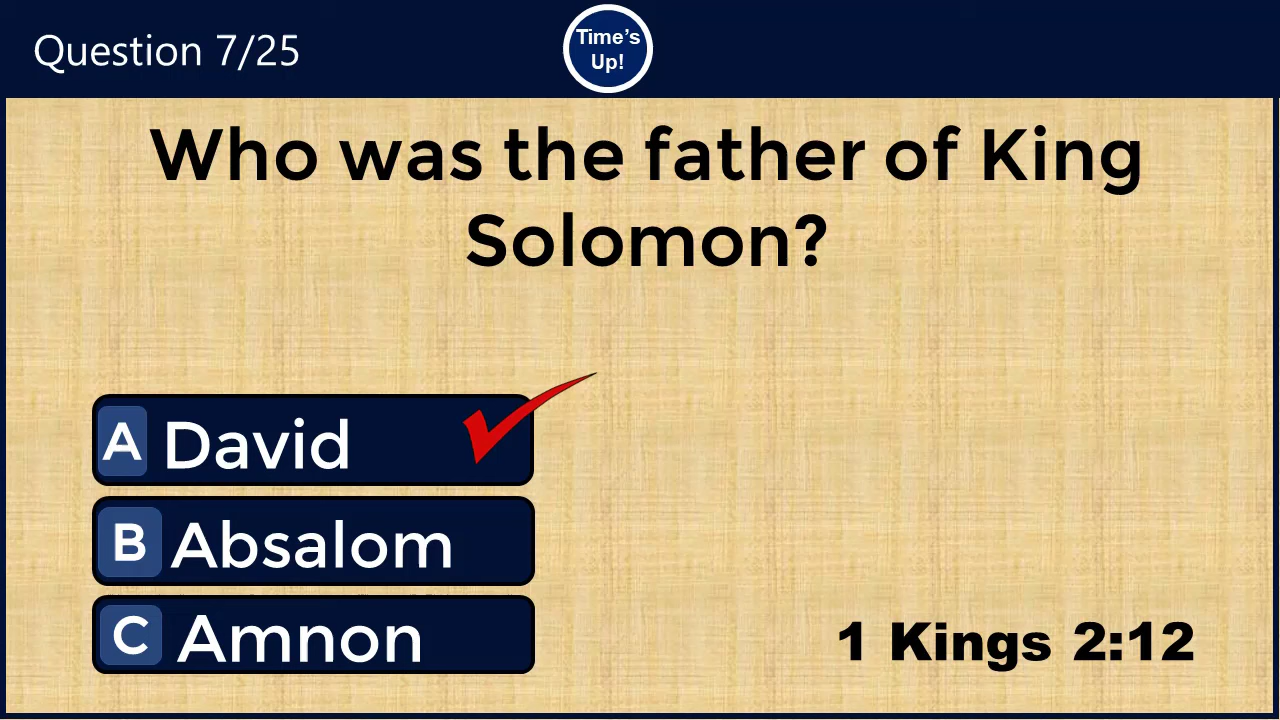 Question 7/25
Time's
Up!
Who was the father of King
Solomon?
A David
B Absalom
C Amnon
1 Kings 2:12